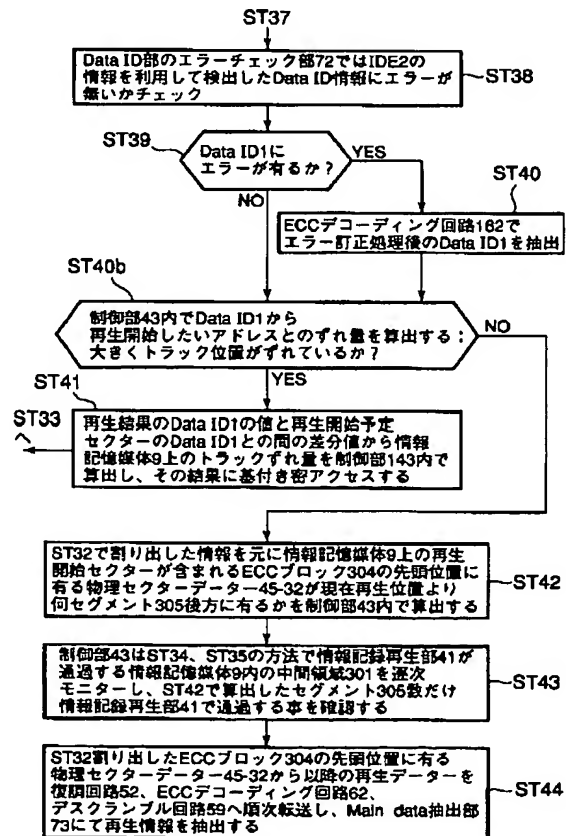 ST37
Data ID部のエラーチェック部72ではIDE2の
情報を利用して検出したData ID情報にエラーが
無いかチェック
ST38
ST39
Data ID1に
エラーが有るか?
YES
NO
ST40
ECCデコーディング回路162で
エラー訂正処理後のData ID1を抽出
ST40b
制御部43内でData ID1から
再生開始したいアドレスとのずれ量を算出する:
大きくトラック位置がずれているか?
NO
YES
ST41
ST33
へ
再生結果のData ID1の値と再生開始予定
セクターのData ID1との間の差分値から情報
記憶媒体9上のトラックずれ量を制御部143内で
算出し、その結果に基付き密アクセスする
ST32で割り出した情報を元に情報記憶媒体9上の再生
開始セクターが含まれるECCブロック304の先頭位置に
有る物理セクターデーター45-32が現在再生位置より
何セグメント305後方に有るかを制御部43内で算出する
ST42
制御部43はST34、ST35の方法で情報記録再生部41が
通過する情報記憶媒体9内の中間領域301を逐次
モニターし、ST42で算出したセグメント305数だけ
情報記録再生部41で通過する事を確認する
ST43
ST32割り出したECCブロック304の先頭位置に有る
物理セクターデーター45-32から以降の再生データーを
復調回路52、ECCデコーディング回路62、
デスクランブル回路59へ順次転送し、Main data抽出部
73にて再生情報を抽出する
ST44